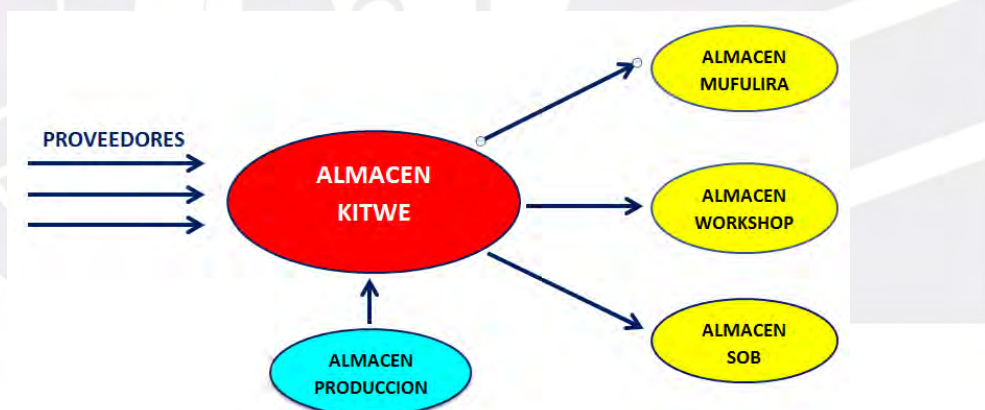 PROVEEDORES
ALMACEN
KITWE
ALMACEN
MUFULIRA
ALMACEN
WORKSHOP
ALMACEN
SOB
ALMACEN
PRODUCCION